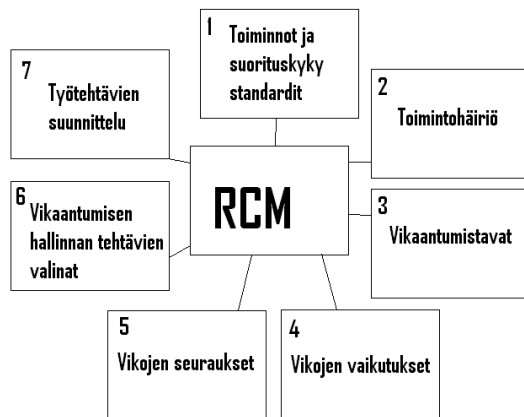 1
Toiminnot ja
suorituskyky
standardit
2
Toimintohäiriö
3
Vikaantumistavat
4
Vikojen vaikutukset
5
Vikojen seuraukset
6
Vikaantumisen
hallinnan tehtävien
valinat
7
Työtehtävien
suunnittelu
RCM